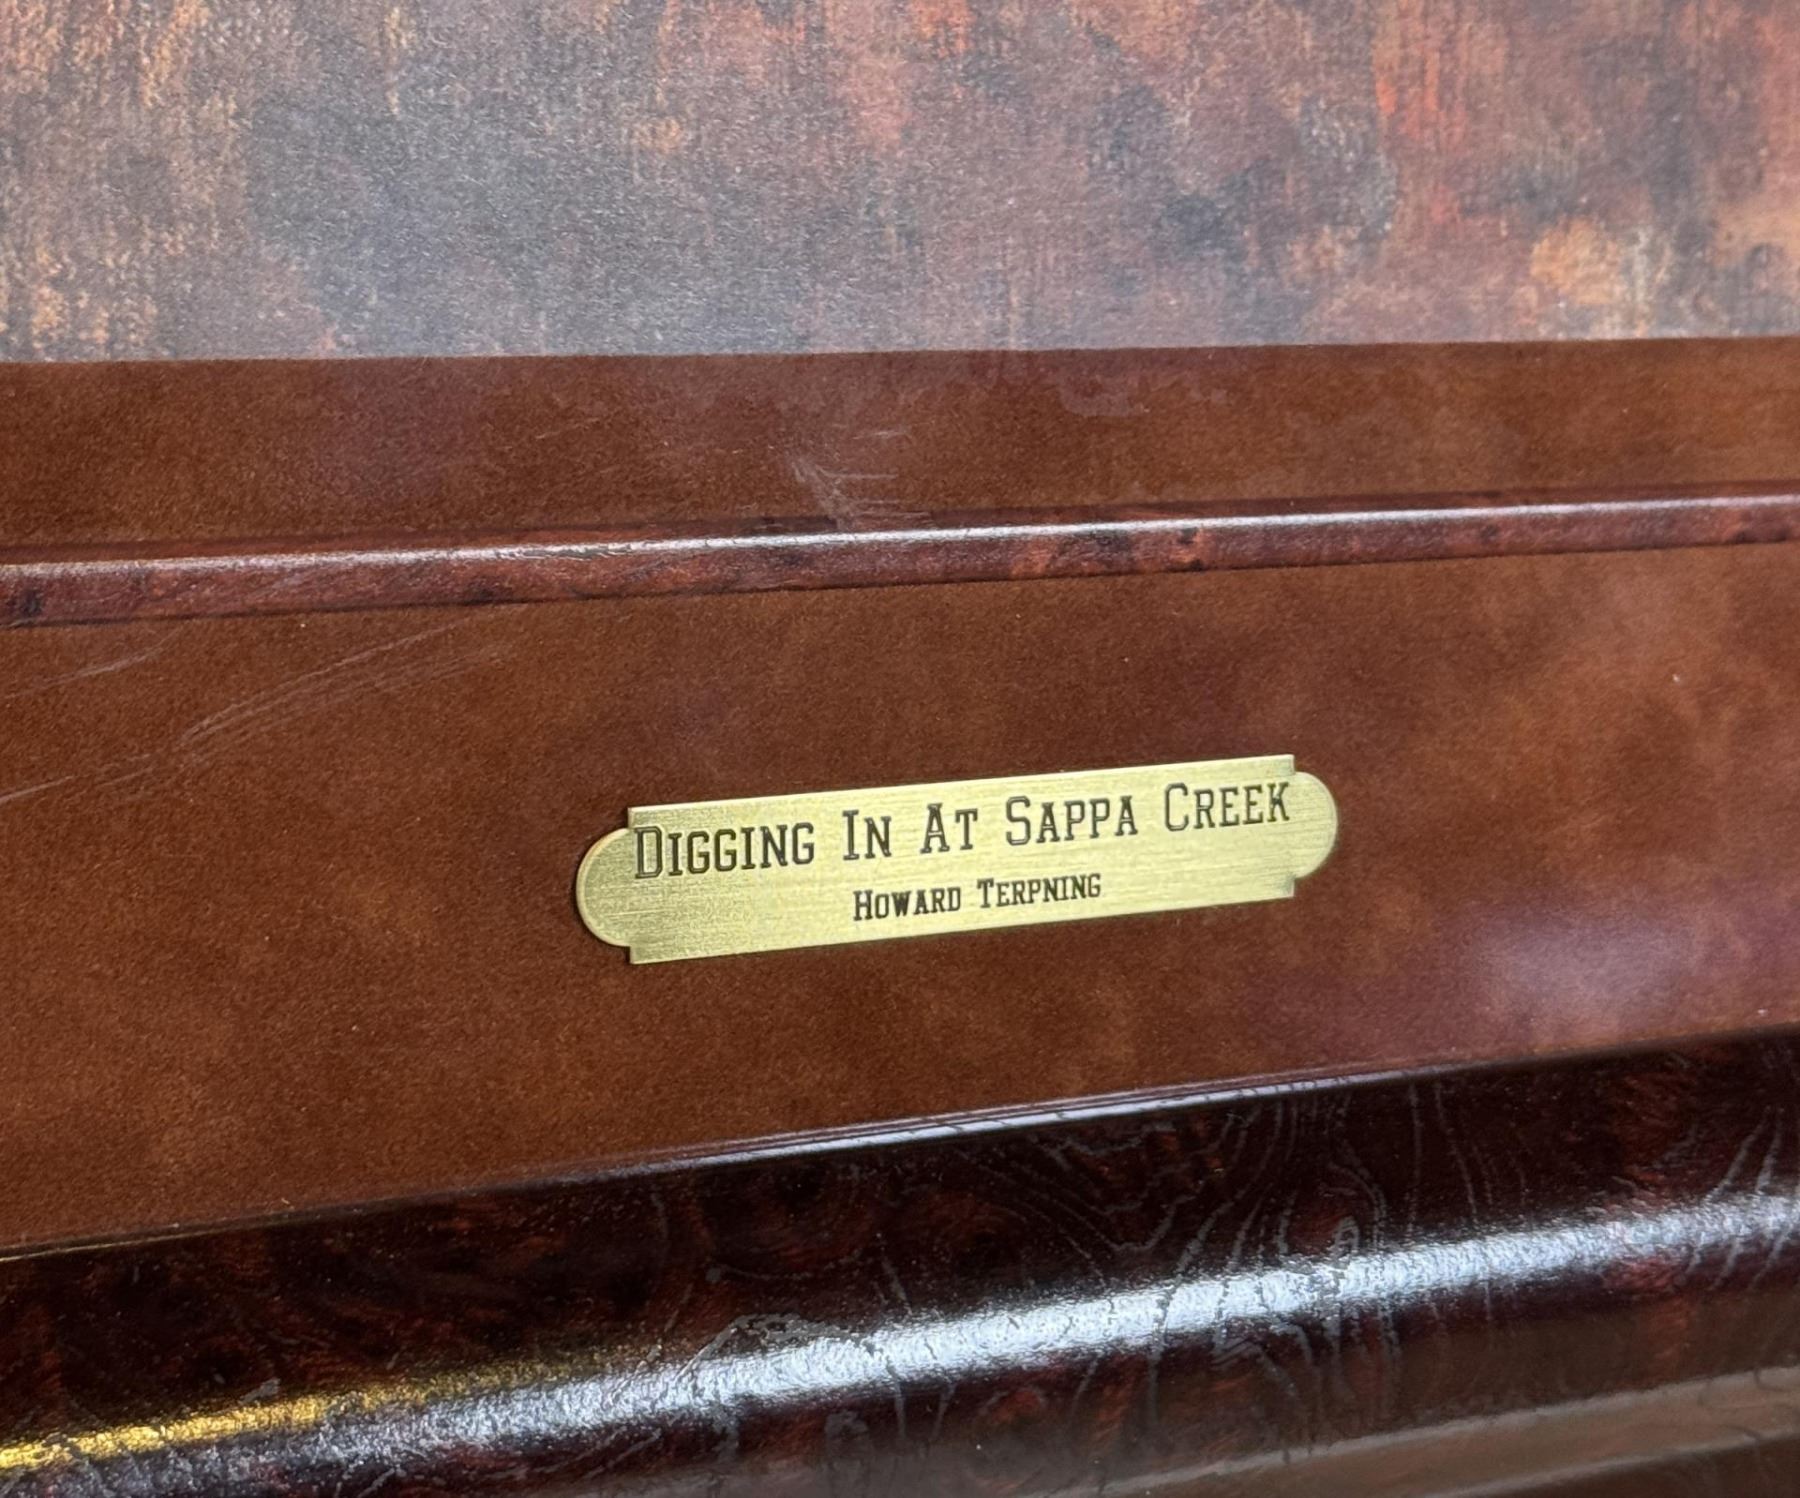 Digging In At Sappa Creek
Howard Terpning